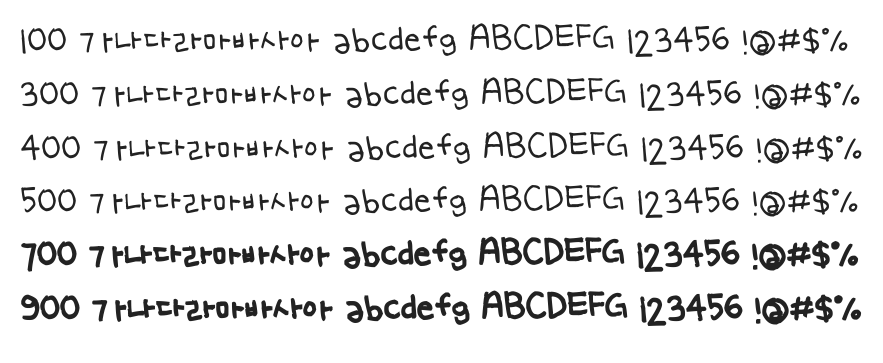 100 가나다라마바사아 abcdefg ABCDEFG 123456 !@#$%
300 가나다라마바사아 abcdefg ABCDEFG 123456 !@#$%
400 가나다라마바사아 abcdefg ABCDEFG 123456 !@#$%
500 가나다라마바사아 abcdefg ABCDEFG 123456 !@#$%
700 가나다라마바사아 abcdefg ABCDEFG 123456 !@#$%
900 가나다라마바사아 abcdefg ABCDEFG 123456 !@#$%